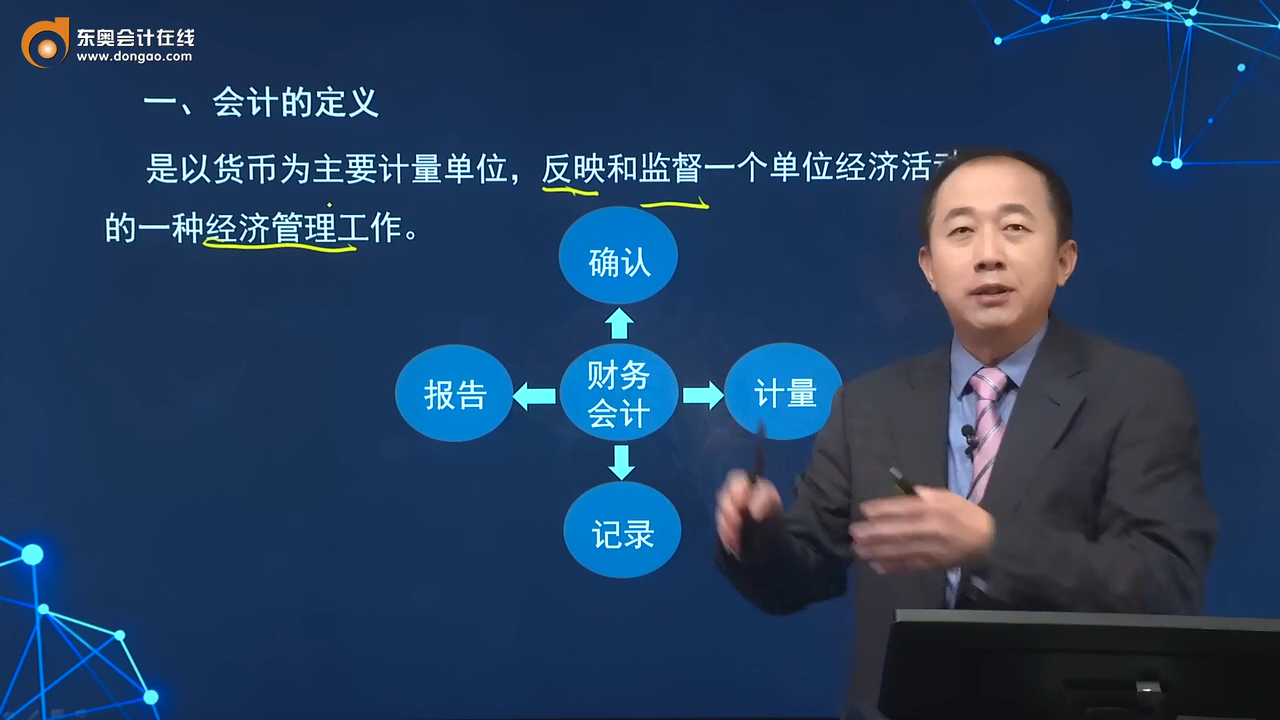 东奥会计在线
www.dongao.com
一、会计的定义
是以货币为主要计量单位，反映和监督一个单位经济活动
的一种经济管理工作。
确认
报告
财务
会计
计量
记录